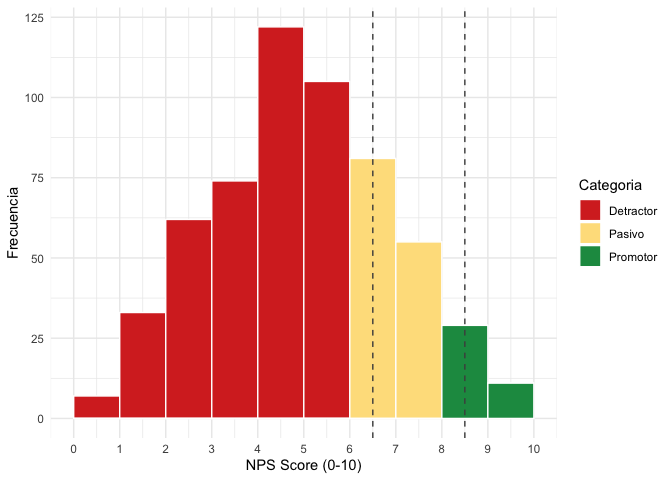 125
100
75
50
25
0
Frecuencia
0 1 2 3 4 5 6 7 8 9 10
NPS Score (0-10)
Categoria
Detractor
Pasivo
Promotor